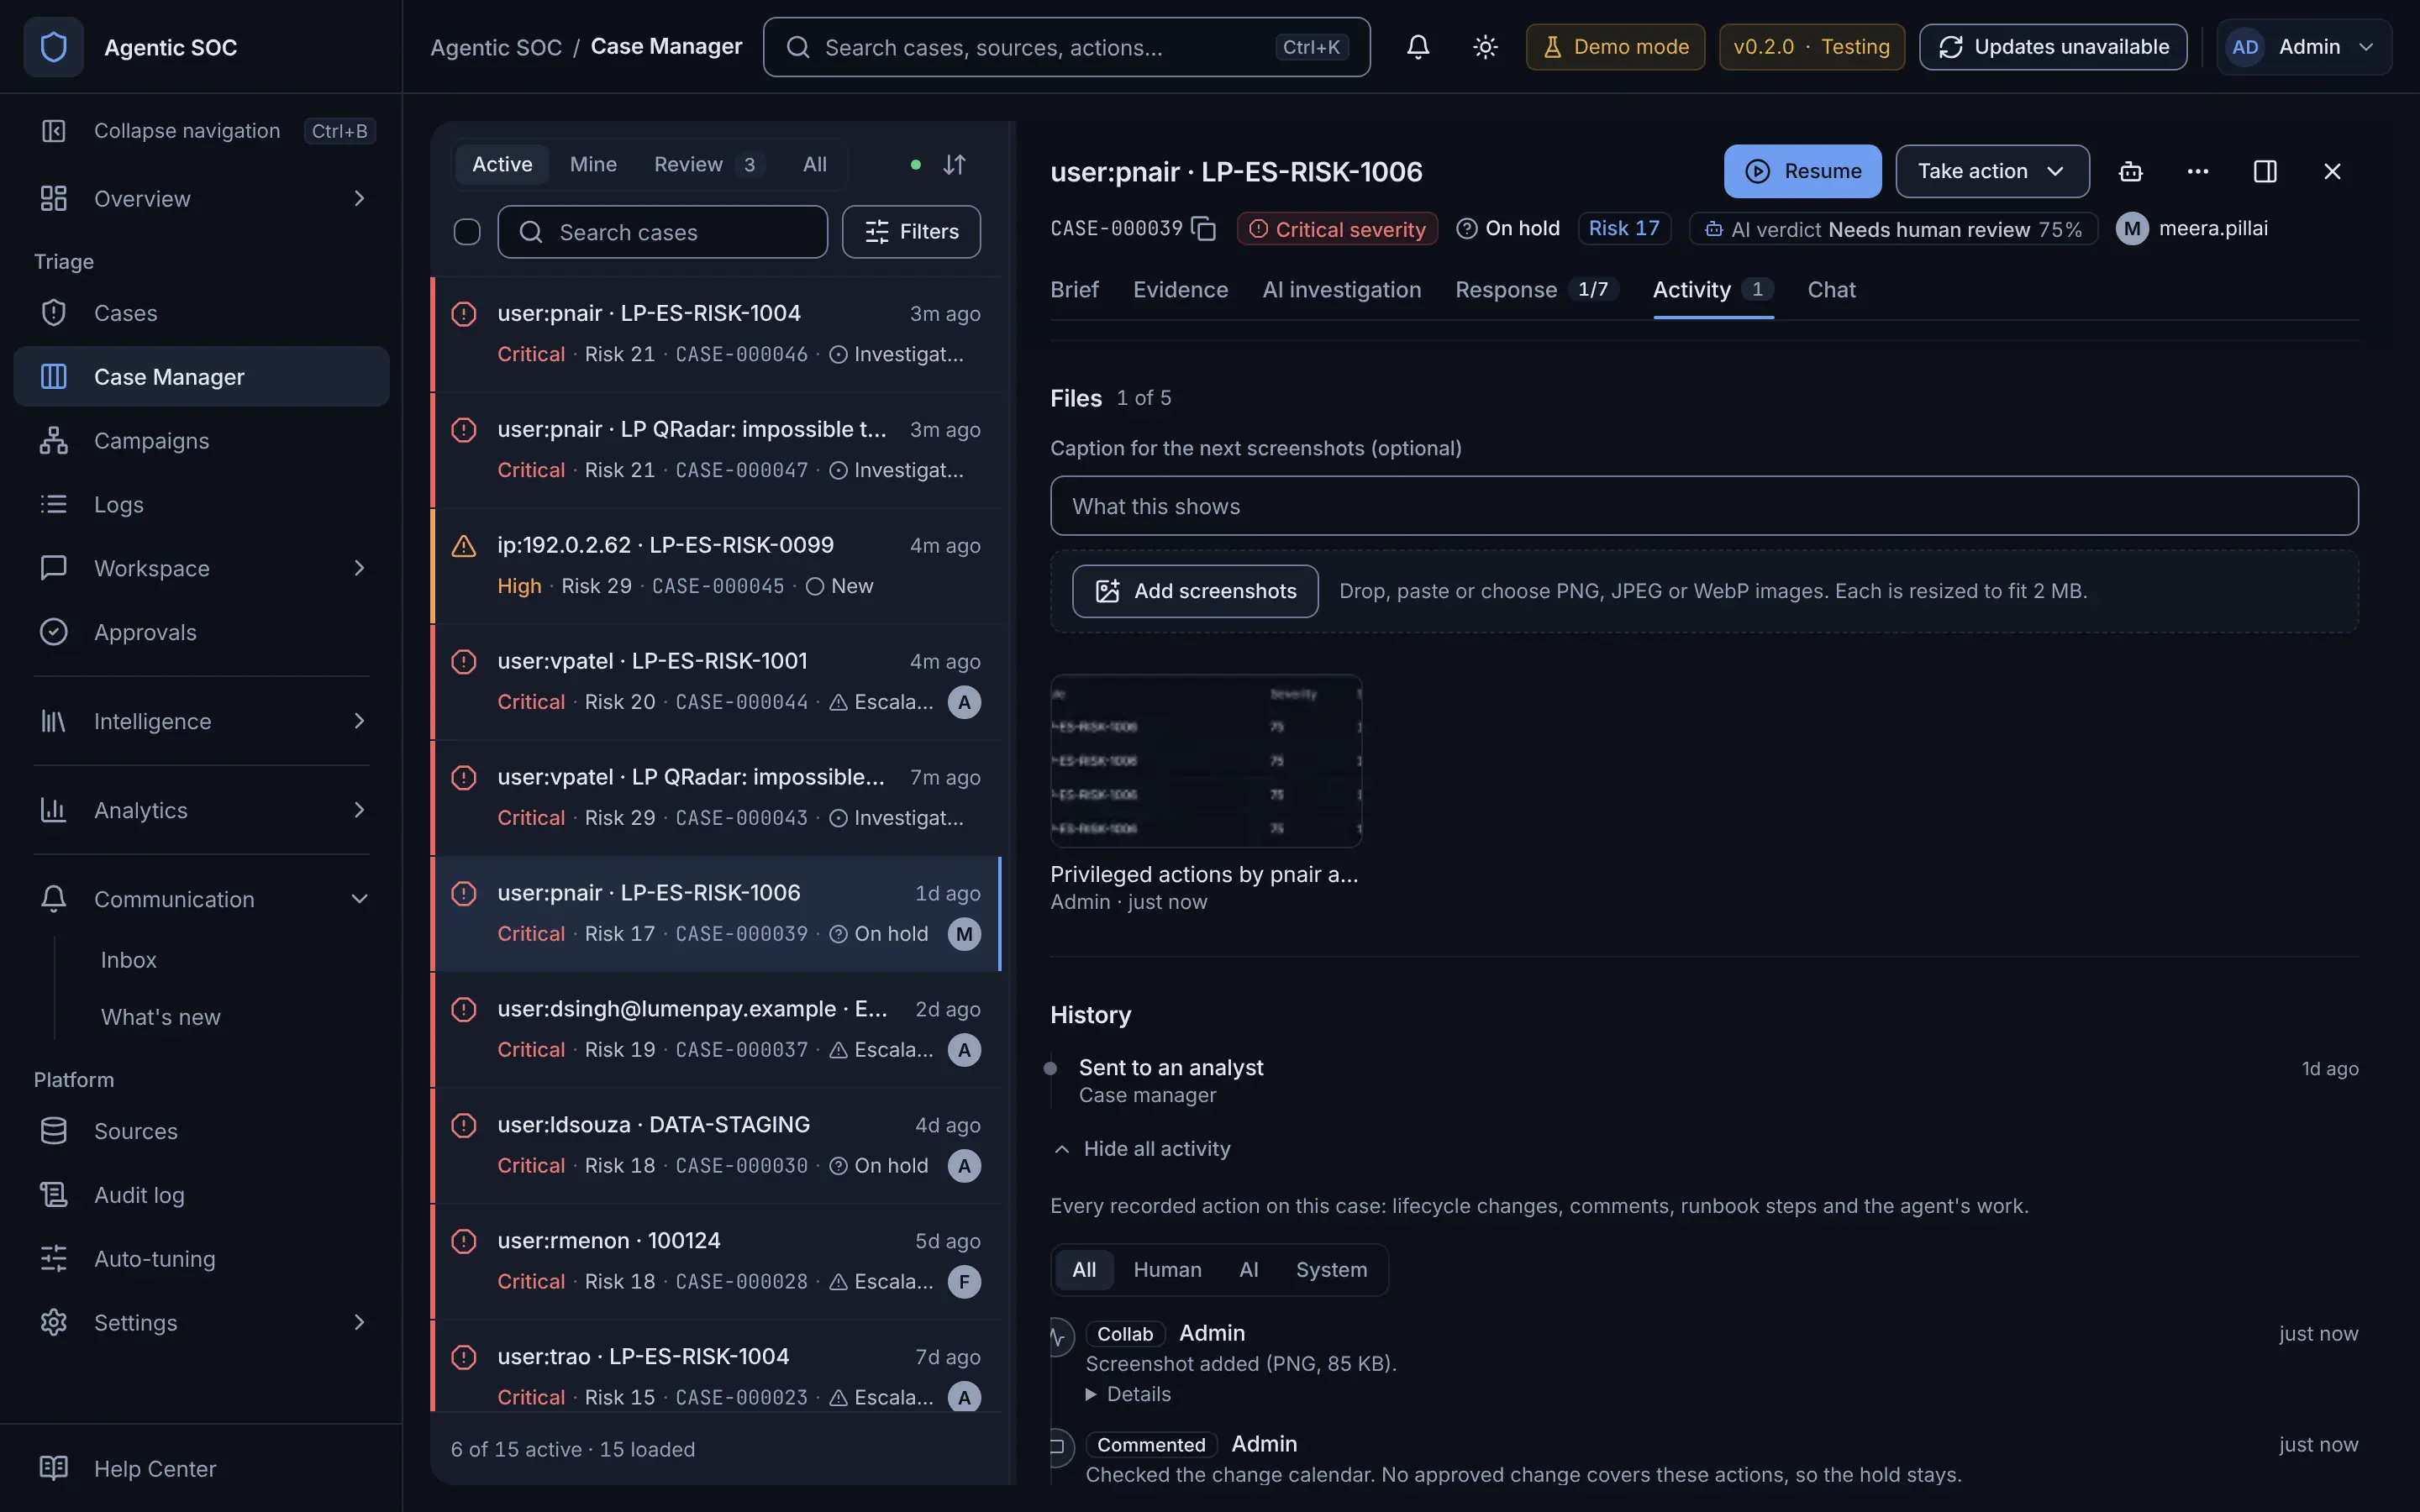 Agentic SOC
Agentic SOC / Case Manager
Search cases, sources, actions... Ctrl+K
Demo mode
v0.2.0 · Testing
Updates unavailable
AD Admin
Collapse navigation Ctrl+B
Overview
Triage
Cases
Case Manager
Campaigns
Logs
Workspace
Approvals
Intelligence
Analytics
Communication
Inbox
What's new
Platform
Sources
Audit log
Auto-tuning
Settings
Help Center
Active Mine Review 3 All
Search cases Filters
user:pnair · LP-ES-RISK-1004 3m ago
Critical · Risk 21 · CASE-000046 · Investigat...
user:pnair · LP QRadar: impossible t... 3m ago
Critical · Risk 21 · CASE-000047 · Investigat...
ip:192.0.2.62 · LP-ES-RISK-0099 4m ago
High · Risk 29 · CASE-000045 · New
user:vpatel · LP-ES-RISK-1001 4m ago
Critical · Risk 20 · CASE-000044 · Escala... A
user:vpatel · LP QRadar: impossible... 7m ago
Critical · Risk 29 · CASE-000043 · Investigat...
user:pnair · LP-ES-RISK-1006 1d ago
Critical · Risk 17 · CASE-000039 · On hold M
user:dsingh@lumenpay.example · E... 2d ago
Critical · Risk 19 · CASE-000037 · Escala... A
user:ldsouza · DATA-STAGING 4d ago
Critical · Risk 18 · CASE-000030 · On hold A
user:rmenon · 100124 5d ago
Critical · Risk 18 · CASE-000028 · Escala... F
user:trao · LP-ES-RISK-1004 7d ago
Critical · Risk 15 · CASE-000023 · Escala... A
6 of 15 active · 15 loaded
user:pnair · LP-ES-RISK-1006
Resume Take action
CASE-000039 Critical severity On hold Risk 17 AI verdict Needs human review 75% M meera.pillai
Brief Evidence AI investigation Response 1/7 Activity 1 Chat
Files 1 of 5
Caption for the next screenshots (optional)
What this shows
Add screenshots Drop, paste or choose PNG, JPEG or WebP images. Each is resized to fit 2 MB.
Severity
-ES-RISK-1006 75
-ES-RISK-1006 75
-ES-RISK-1006 75
-ES-RISK-1006 75
Privileged actions by pnair a...
Admin · just now
History
Sent to an analyst 1d ago
Case manager
Hide all activity
Every recorded action on this case: lifecycle changes, comments, runbook steps and the agent's work.
All Human AI System
Collab Admin just now
Screenshot added (PNG, 85 KB).
Details
Commented Admin just now
Checked the change calendar. No approved change covers these actions, so the hold stays.